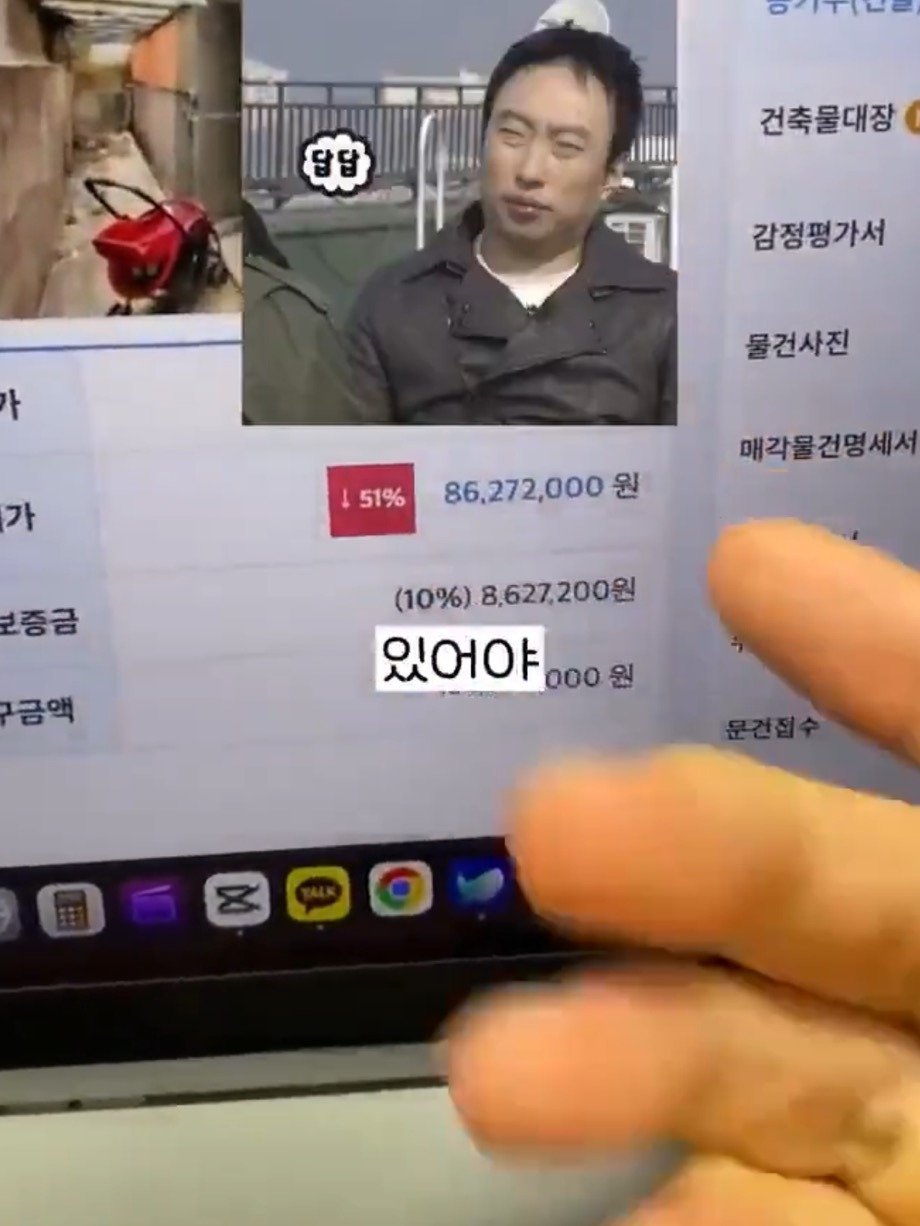 건축물대장
답답
감정평가서
물건사진
가
매각물건명세서
↓ 51% 86,272,000 원
가
보증금 (10%) 8,627,200원
있어야
000 원
구금액
문건접수
TALK